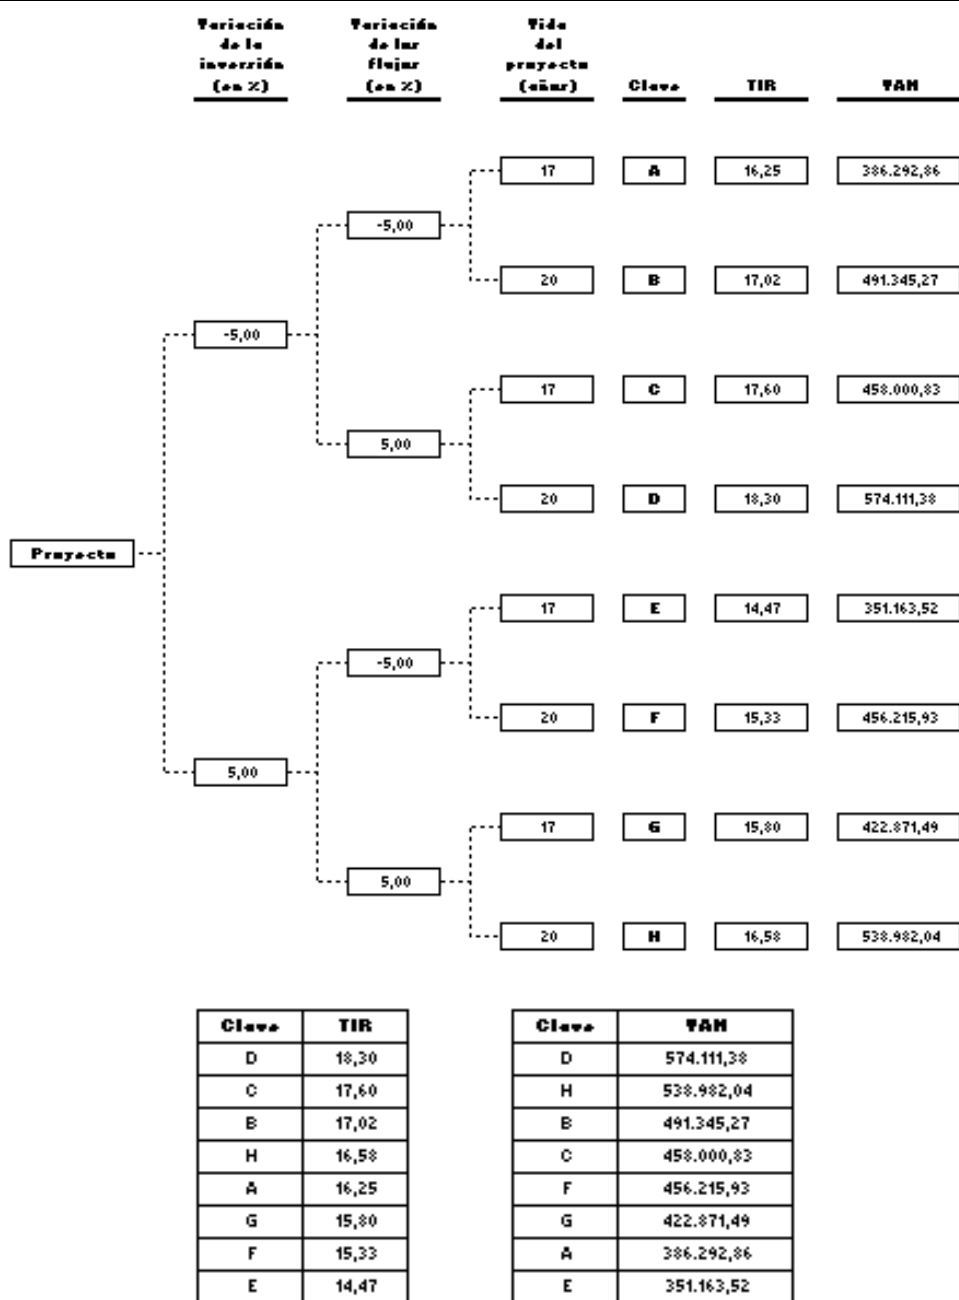 Variación de la inversión (en %)
Variación de los flujos (en %)
Vida del proyecto (años)
Clave
TIR
VAN
17 A 16,25 386.292,86
-5,00
20 B 17,02 491.345,27
-5,00
17 C 17,60 458.000,83
5,00
20 D 18,30 574.111,38
Proyecto
17 E 14,47 351.163,52
-5,00
20 F 15,33 456.215,93
5,00
17 G 15,80 422.871,49
5,00
20 H 16,58 538.982,04
Clave TIR
D 18,30
C 17,60
B 17,02
H 16,58
A 16,25
G 15,80
F 15,33
E 14,47
Clave VAN
D 574.111,38
H 538.982,04
B 491.345,27
C 458.000,83
F 456.215,93
G 422.871,49
A 386.292,86
E 351.163,52